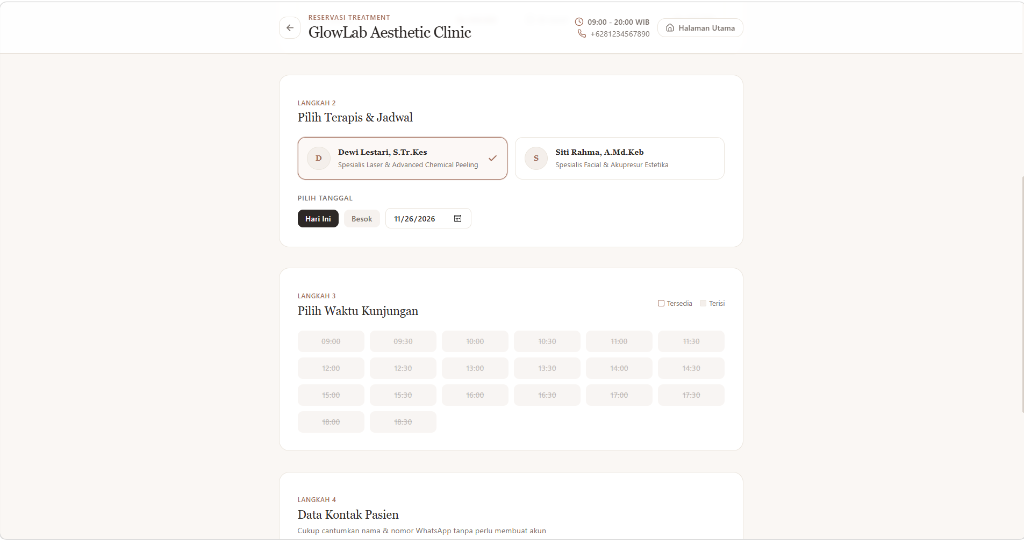 RESERVASI TREATMENT
GlowLab Aesthetic Clinic
09:00 - 20:00 WIB
+6281234567890
Halaman Utama
LANGKAH 2
Pilih Terapis & Jadwal
D
Dewi Lestari, S.Tr.Kes
Spesialis Laser & Advanced Chemical Peeling
S
Siti Rahma, A.Md.Keb
Spesialis Facial & Akupresur Estetika
PILIH TANGGAL
Hari Ini
Besok
11/26/2026
LANGKAH 3
Pilih Waktu Kunjungan
Tersedia
Terisi
09:00 09:30 10:00 10:30 11:00 11:30
12:00 12:30 13:00 13:30 14:00 14:30
15:00 15:30 16:00 16:30 17:00 17:30
18:00 18:30
LANGKAH 4
Data Kontak Pasien
Cukup cantumkan nama & nomor WhatsApp tanpa perlu membuat akun